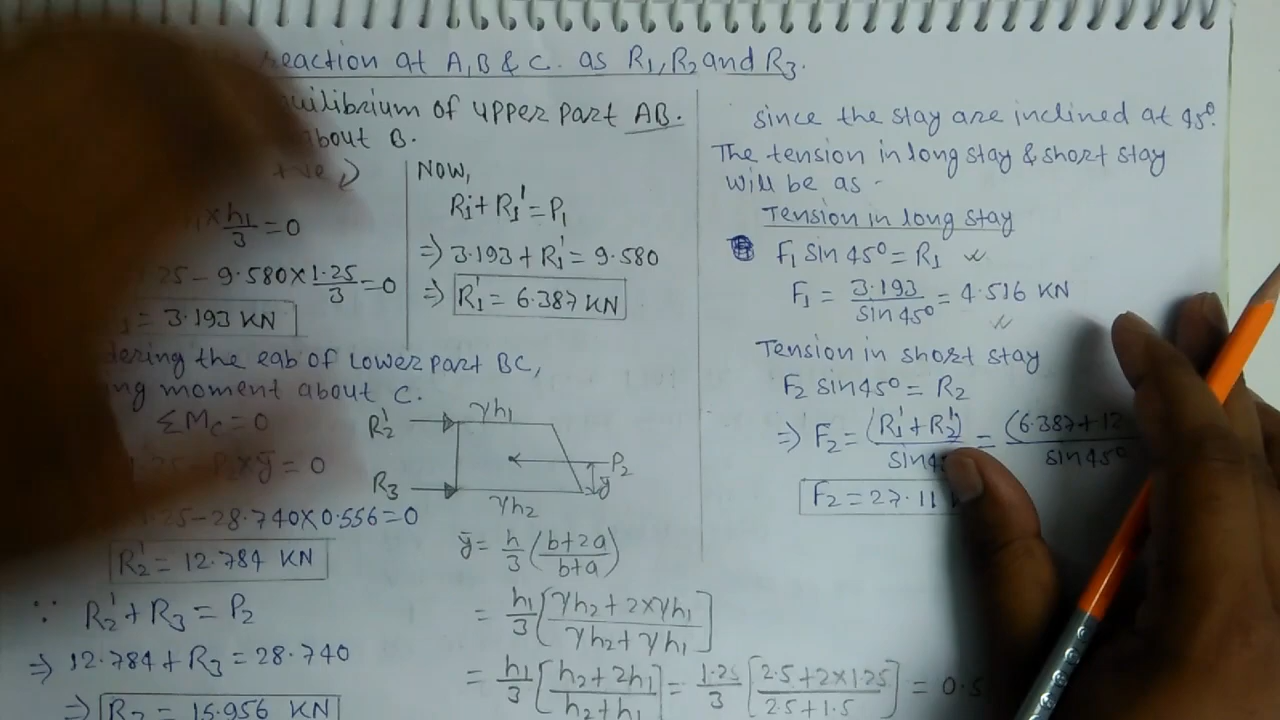 reaction at A, B & C. as R1, R2 and R3.
equilibrium of upper part AB.
about B.
+ve
1 × h1/3 = 0
25 - 9.580 × 1.25/3 = 0
= 3.193 KN
dering the eqb of Lower part BC,
ng moment about C.
ΣMc = 0
1.25 - P2 × ȳ = 0
1.25 - 28.740 × 0.556 = 0
R2' = 12.784 KN
∵ R2' + R3 = P2
⇒ 12.784 + R3 = 28.740
⇒ R3 = 15.956 KN
Now,
R1 + R1' = P1
⇒ 3.193 + R1' = 9.580
⇒ R1' = 6.387 KN
γh1
R2'
P2
ȳ
R3
γh2
ȳ = h/3 (b+2a/b+a)
= h1/3 [γh2 + 2×γh1/γh2 + γh1]
= h1/3 [h2 + 2h1/h2 + h1] = 1.25/3 [2.5 + 2×1.25/2.5 + 1.5] = 0.5
since the stay are inclined at 45°.
The tension in long stay & short stay
will be as -
Tension in long stay
F1 sin 45° = R1
F1 = 3.193/sin 45° = 4.516 KN
Tension in short stay
F2 sin 45° = R2
⇒ F2 = (R1' + R2')/sin 4 = (6.387 + 12/sin 45°
F2 = 27.11